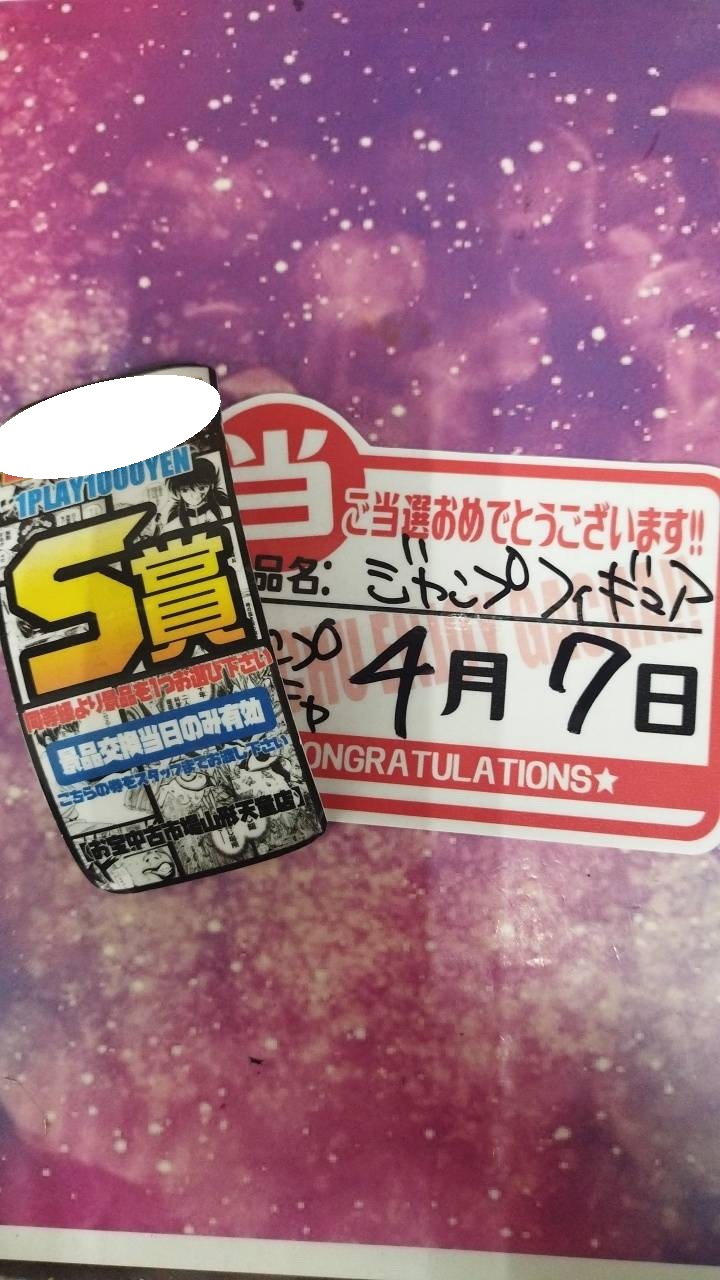 1PLAY1000YEN
S賞
同等級より景品を1つお選び下さい
景品交換当日のみ有効
こちらの券をスタッフまでお渡し下さい
【お宝中古市場山形天童店】
当
ご当選おめでとうございます!!
品名: ジャンプフィギュア
4月7日
ONGRATULATIONS★